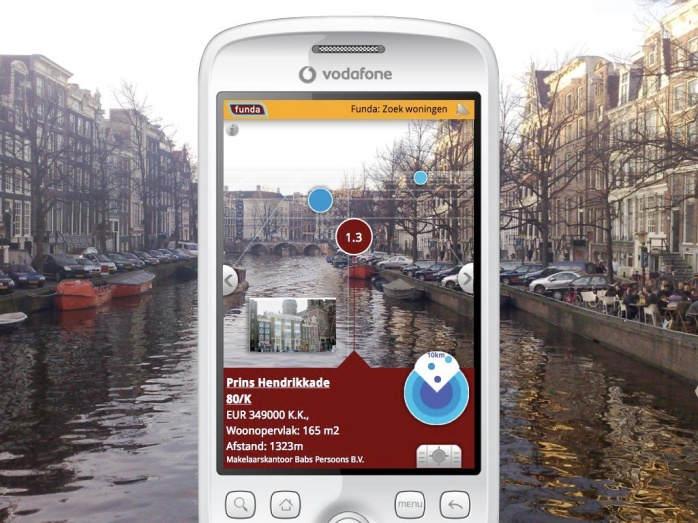 vodafone
funda
Funda: Zoek woningen
1.3
10km
Prins Hendrikkade
80/K
EUR 349000 K.K.,
Woonopervlak: 165 m2
Afstand: 1323m
Makelaarskantoor Babs Persoons B.V.
MENU